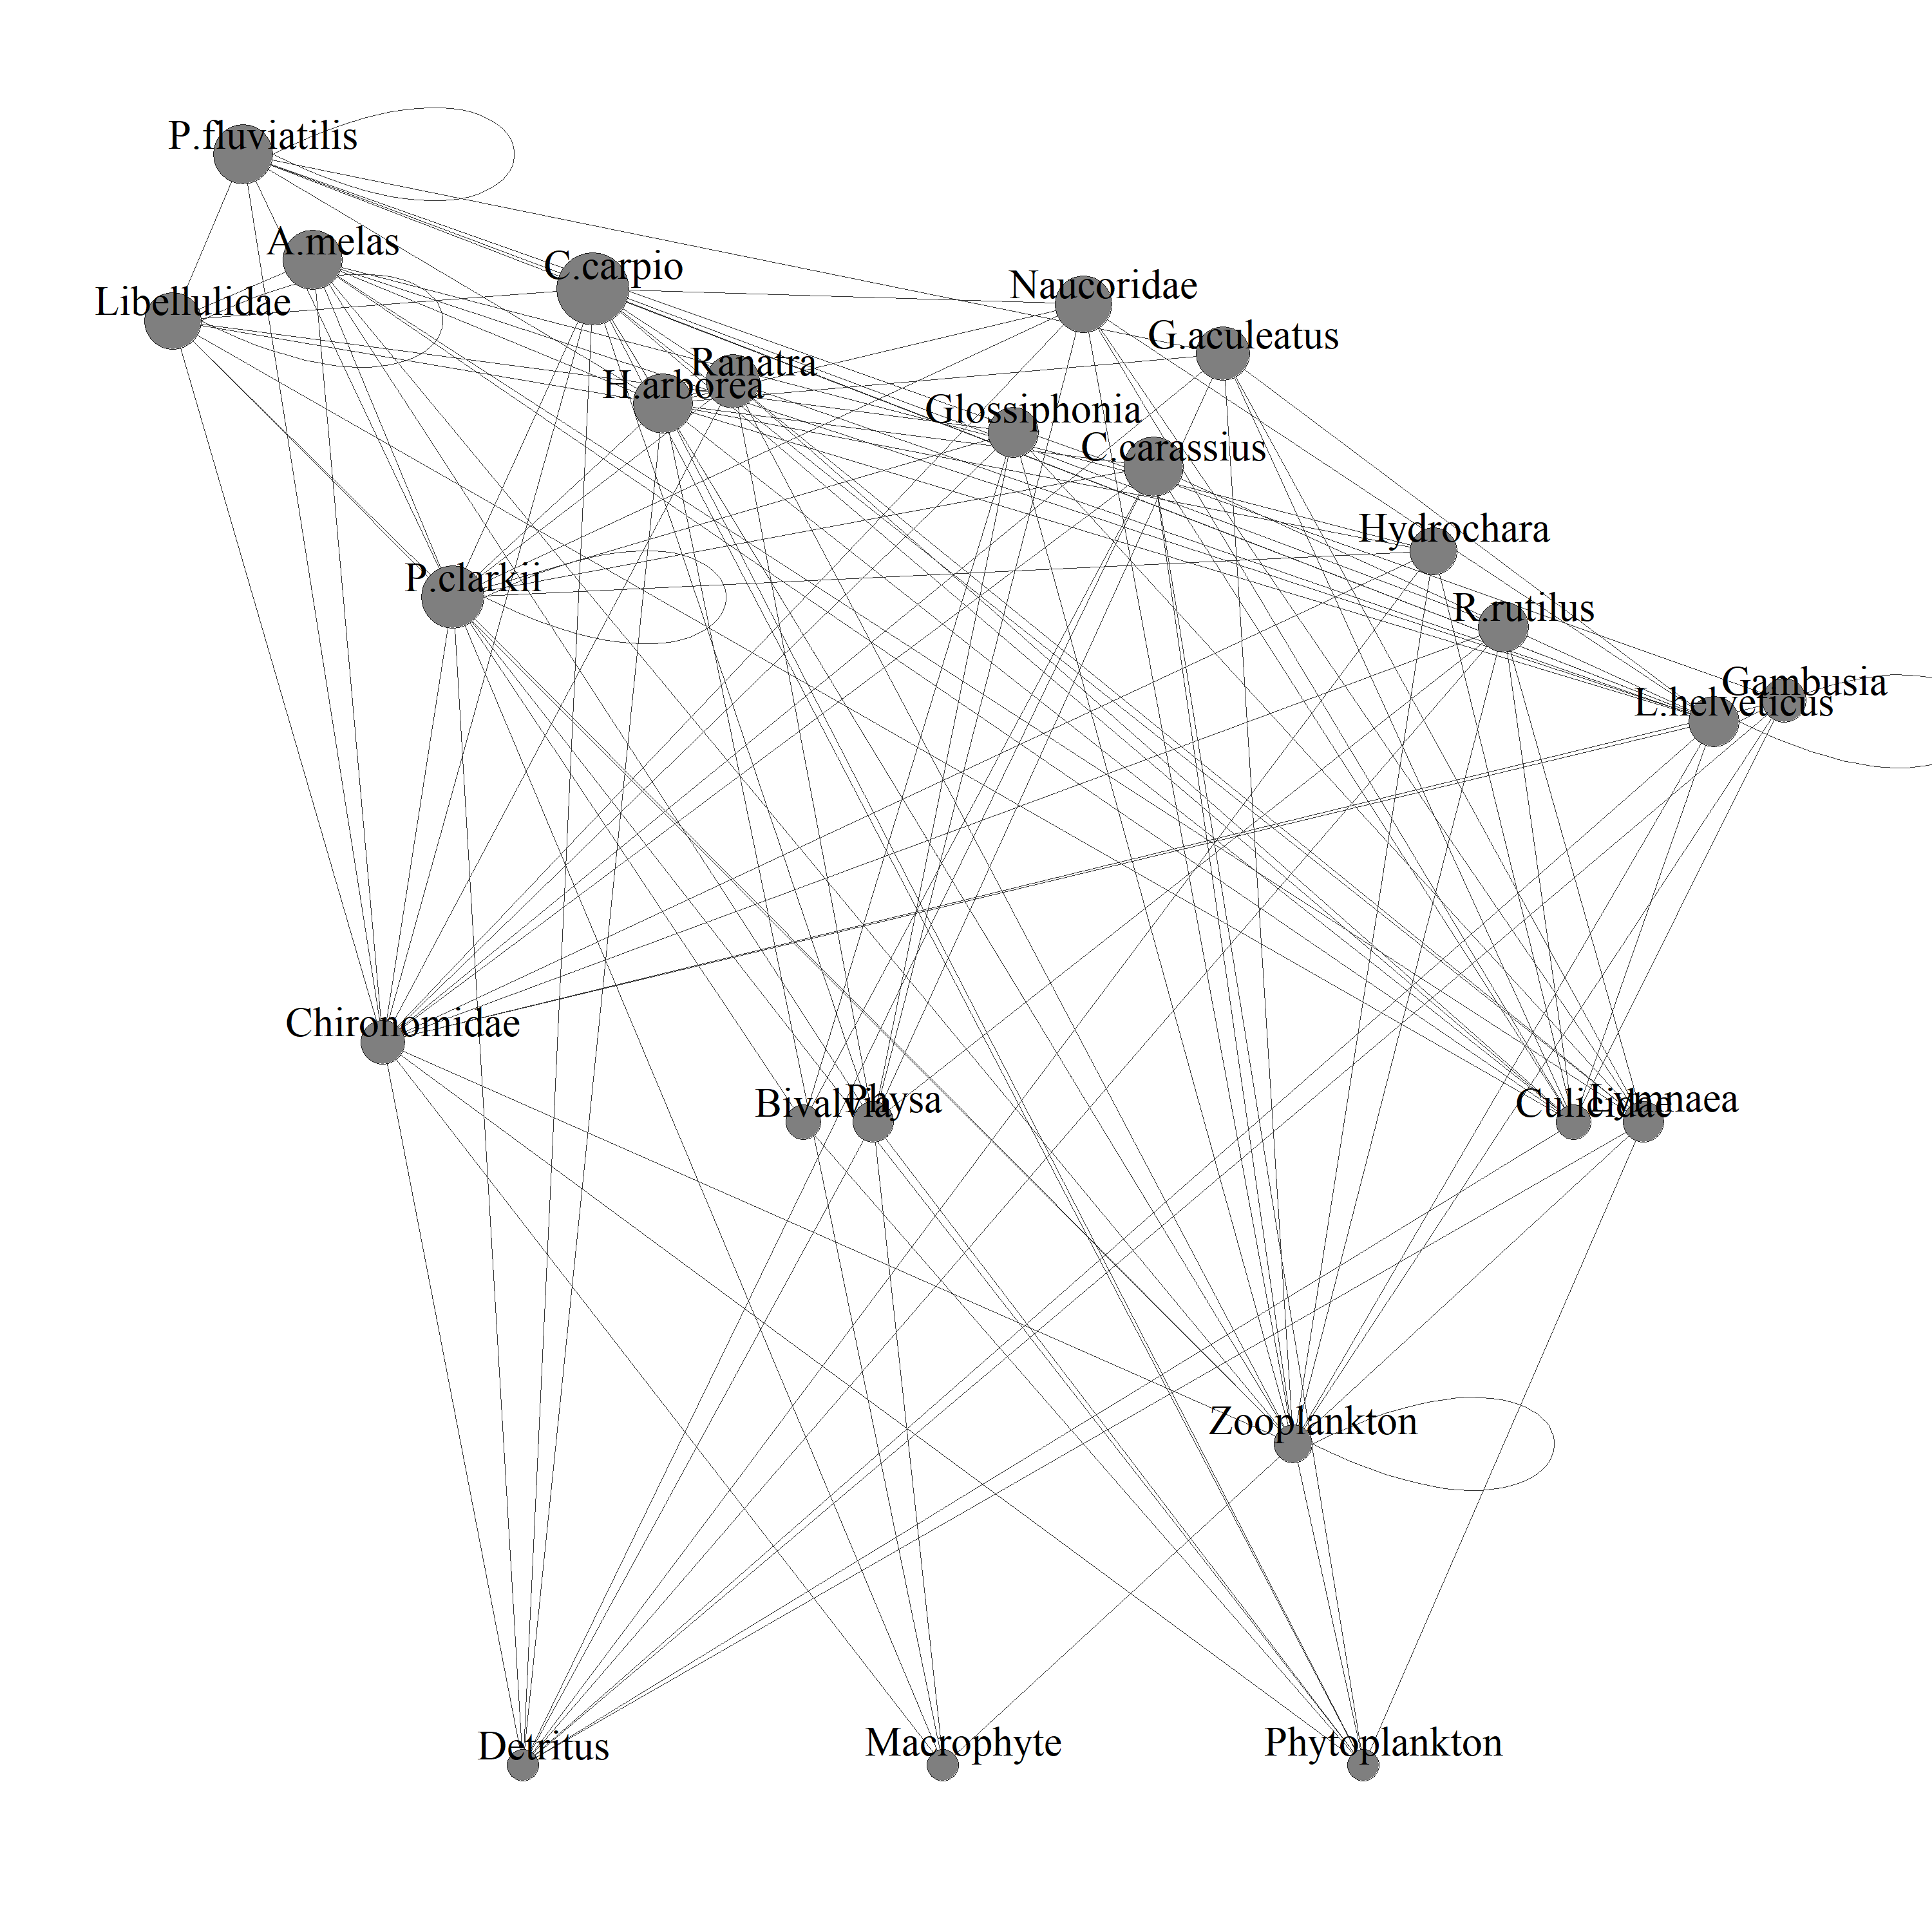 P.fluviatilis
A.melas
C.carpio
Libellulidae
Naucoridae
G.aculeatus
Ranatra
H.arborea
Glossiphonia
C.carassius
Hydrochara
P.clarkii
R.rutilus
Gambusia
L.helveticus
Chironomidae
Bivalvia
Physa
Culicidae
Lymnaea
Zooplankton
Detritus
Macrophyte
Phytoplankton